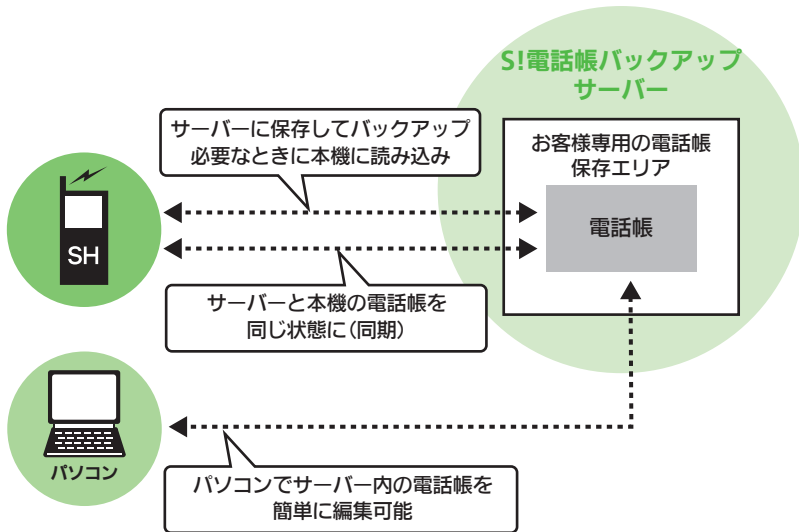 S!電話帳バックアップ
サーバー
サーバーに保存してバックアップ
必要なときに本機に読み込み
お客様専用の電話帳
保存エリア
電話帳
SH
サーバーと本機の電話帳を
同じ状態に(同期)
パソコン
パソコンでサーバー内の電話帳を
簡単に編集可能